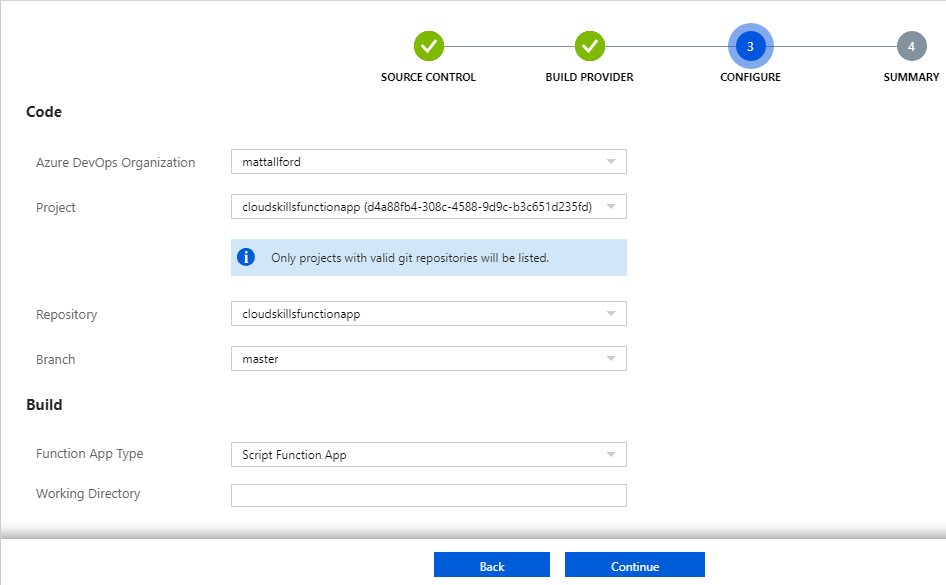 3
4
SOURCE CONTROL
BUILD PROVIDER
CONFIGURE
SUMMARY
Code
Azure DevOps Organization
mattallford
Project
cloudskillsfunctionapp (d4a88fb4-308c-4588-9d9c-b3c651d235fd)
i
Only projects with valid git repositories will be listed.
Repository
cloudskillsfunctionapp
Branch
master
Build
Function App Type
Script Function App
Working Directory
Back
Continue